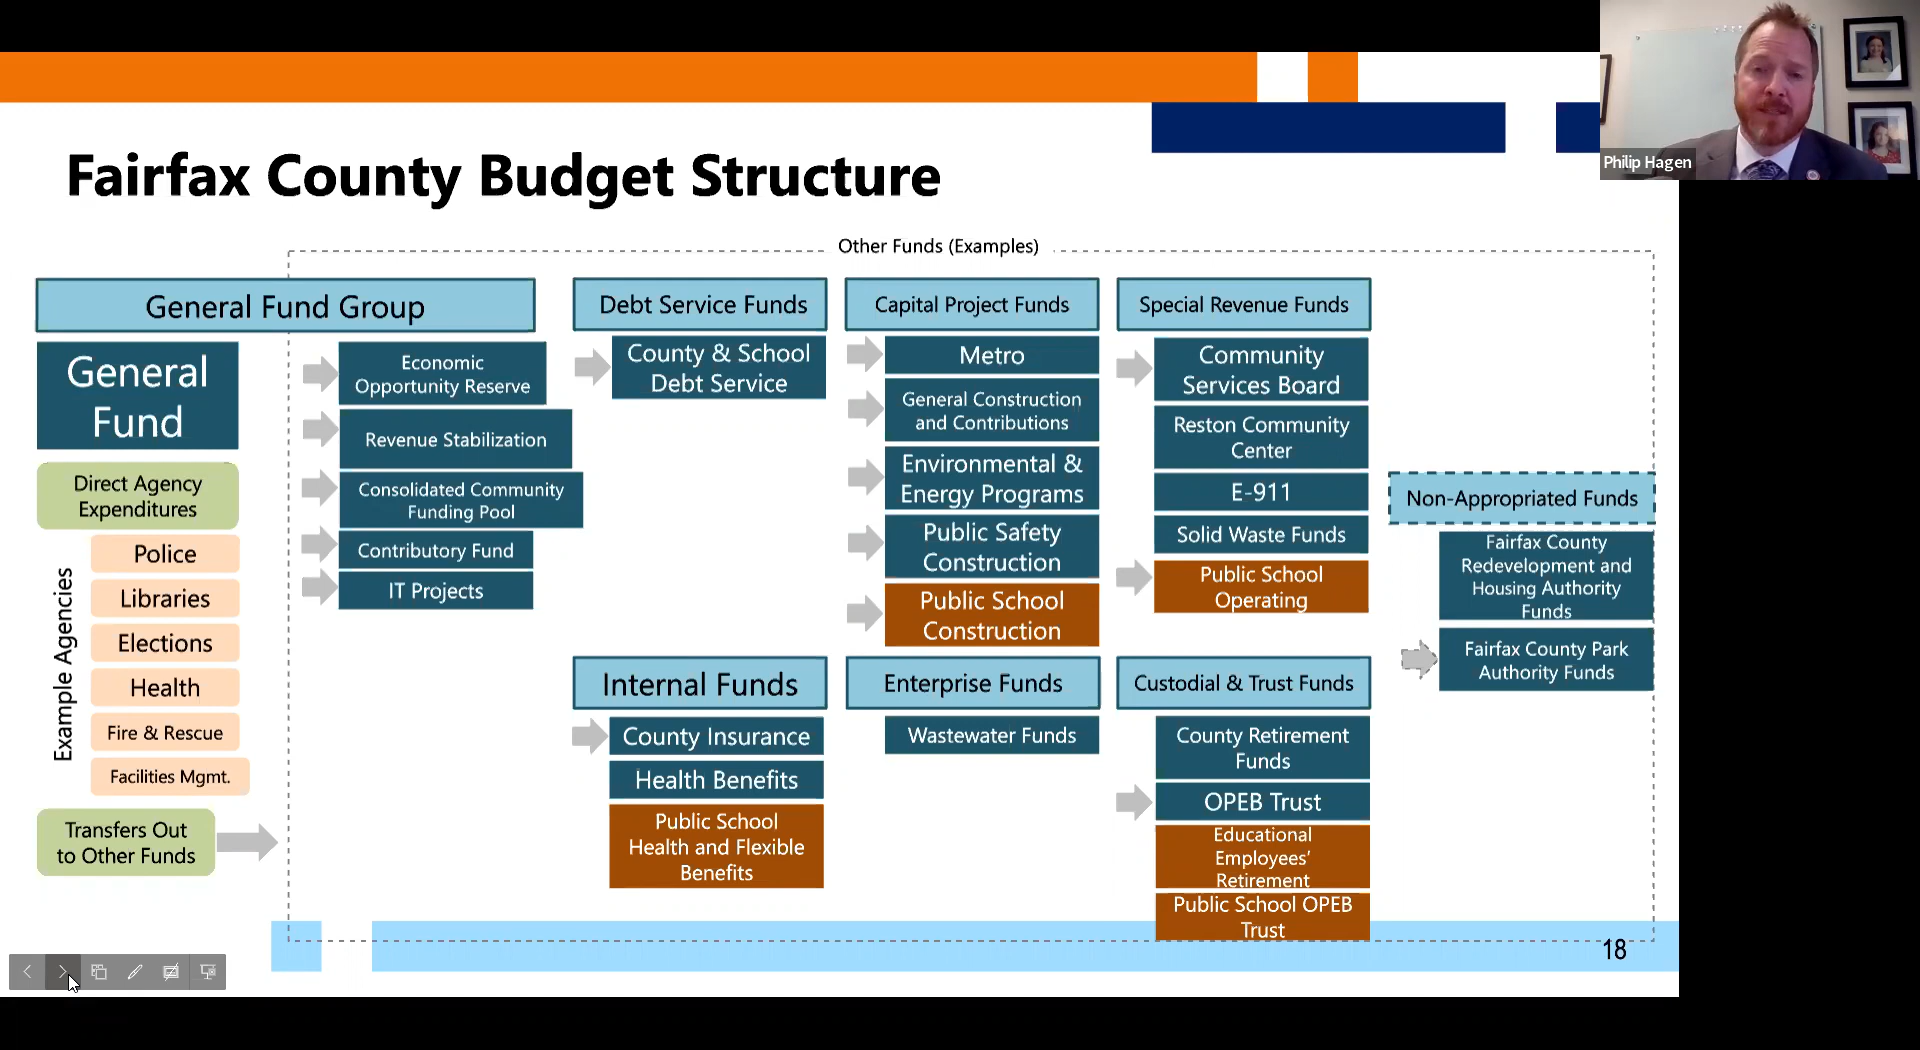 Philip Hagen
Fairfax County Budget Structure
Other Funds (Examples)
General Fund Group
General
Fund
Direct Agency
Expenditures
Example Agencies
Police
Libraries
Elections
Health
Fire & Rescue
Facilities Mgmt.
Transfers Out
to Other Funds
Economic
Opportunity Reserve
Revenue Stabilization
Consolidated Community
Funding Pool
Contributory Fund
IT Projects
Debt Service Funds
County & School
Debt Service
Capital Project Funds
Metro
General Construction
and Contributions
Environmental &
Energy Programs
Public Safety
Construction
Public School
Construction
Special Revenue Funds
Community
Services Board
Reston Community
Center
E-911
Solid Waste Funds
Public School
Operating
Non-Appropriated Funds
Fairfax County
Redevelopment and
Housing Authority
Funds
Fairfax County Park
Authority Funds
Internal Funds
County Insurance
Health Benefits
Public School
Health and Flexible
Benefits
Enterprise Funds
Wastewater Funds
Custodial & Trust Funds
County Retirement
Funds
OPEB Trust
Educational
Employees’
Retirement
Public School OPEB
Trust
18